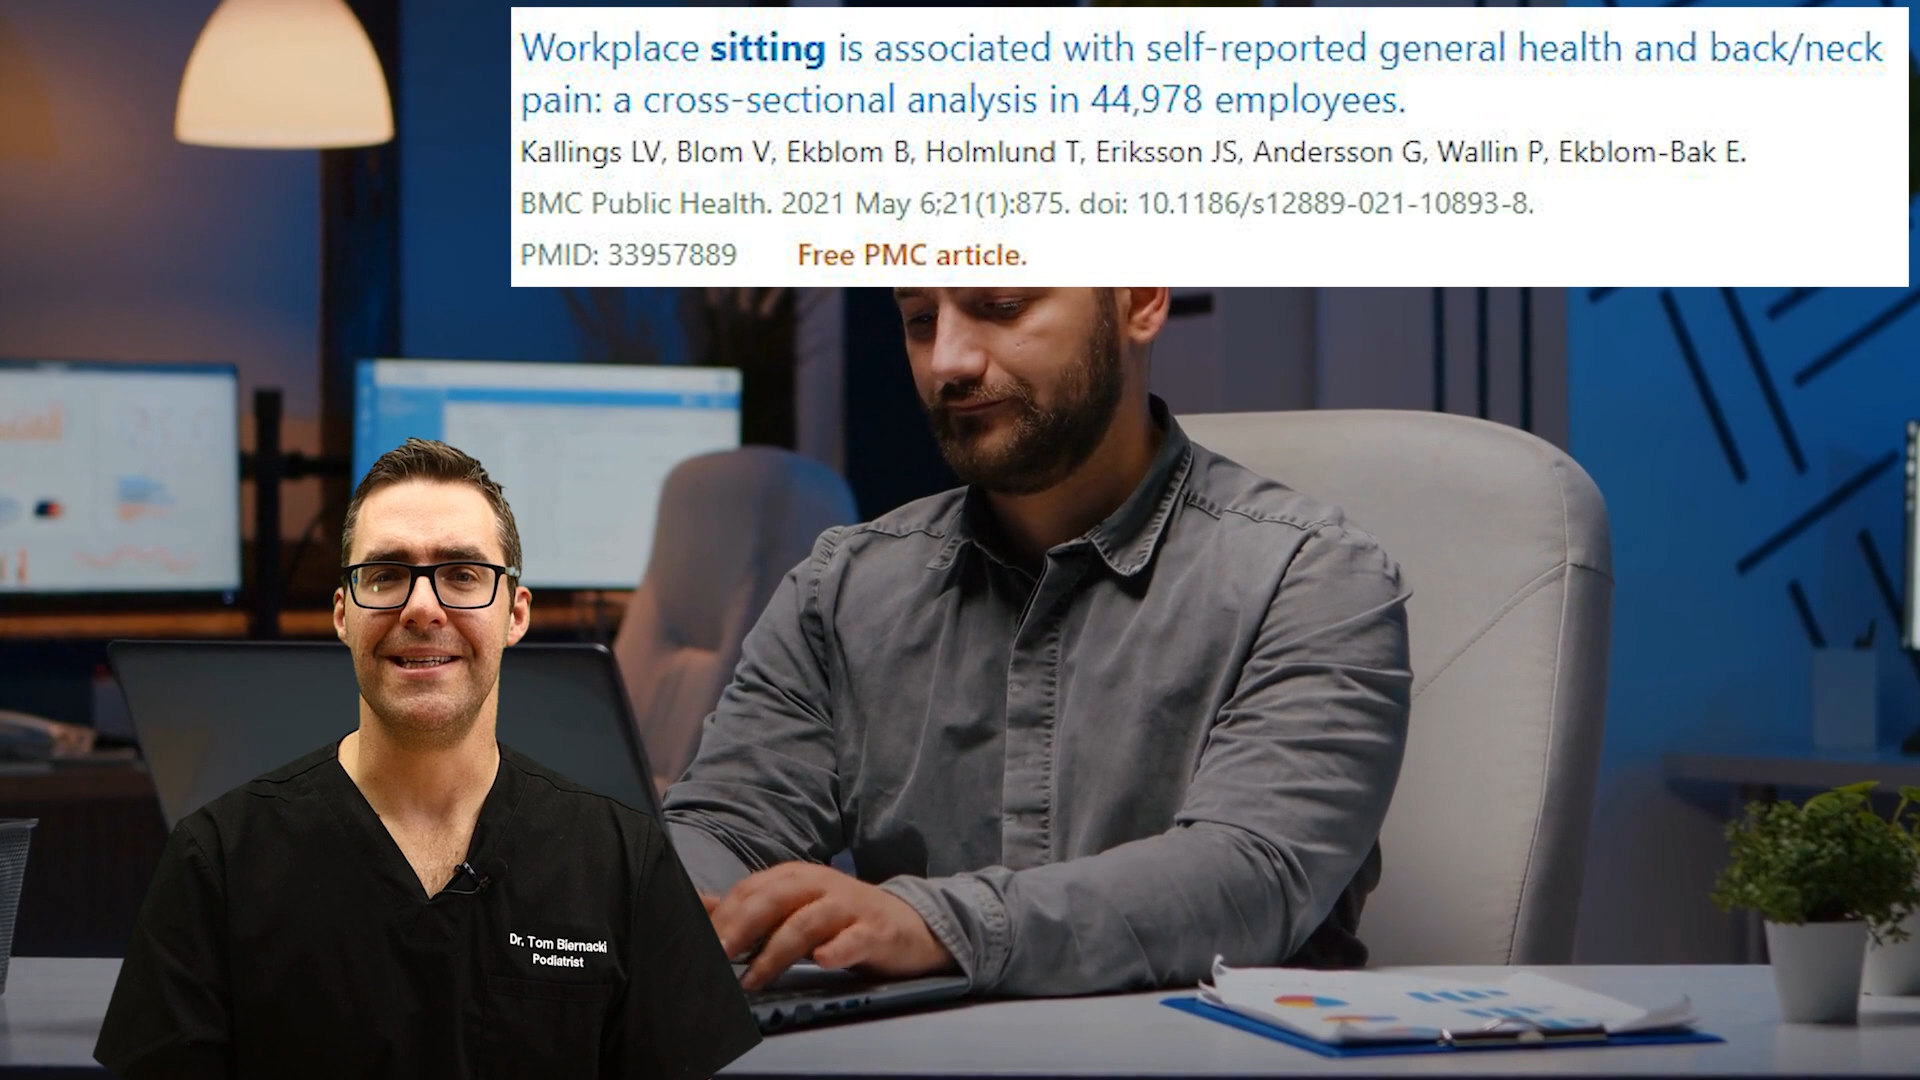 Workplace sitting is associated with self-reported general health and back/neck
pain: a cross-sectional analysis in 44,978 employees.
Kallings LV, Blom V, Ekblom B, Holmlund T, Eriksson JS, Andersson G, Wallin P, Ekblom-Bak E.
BMC Public Health. 2021 May 6;21(1):875. doi: 10.1186/s12889-021-10893-8.
PMID: 33957889 Free PMC article.
Dr. Tom Biernacki
Podiatrist